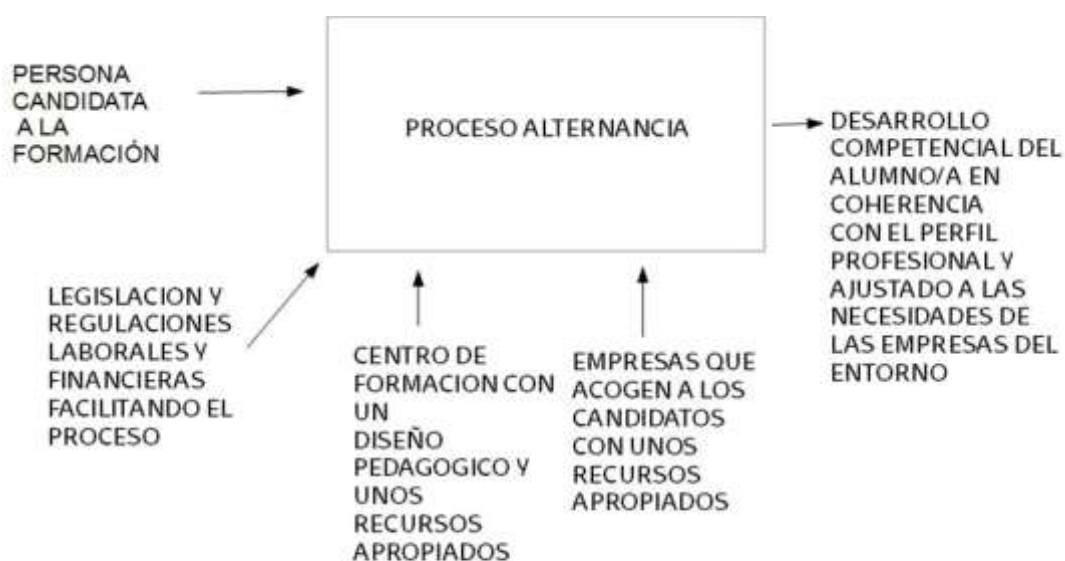 PERSONA
CANDIDATA
A LA
FORMACIÓN
PROCESO ALTERNANCIA
DESARROLLO
COMPETENCIAL DEL
ALUMNO/A EN
COHERENCIA
CON EL PERFIL
PROFESIONAL Y
AJUSTADO A LAS
NECESIDADES DE
LAS EMPRESAS DEL
ENTORNO
LEGISLACION Y
REGULACIONES
LABORALES Y
FINANCIERAS
FACILITANDO EL
PROCESO
CENTRO DE
FORMACION CON
UN
DISEÑO
PEDAGOGICO Y
UNOS
RECURSOS
APROPIADOS
EMPRESAS QUE
ACOGEN A LOS
CANDIDATOS
CON UNOS
RECURSOS
APROPIADOS